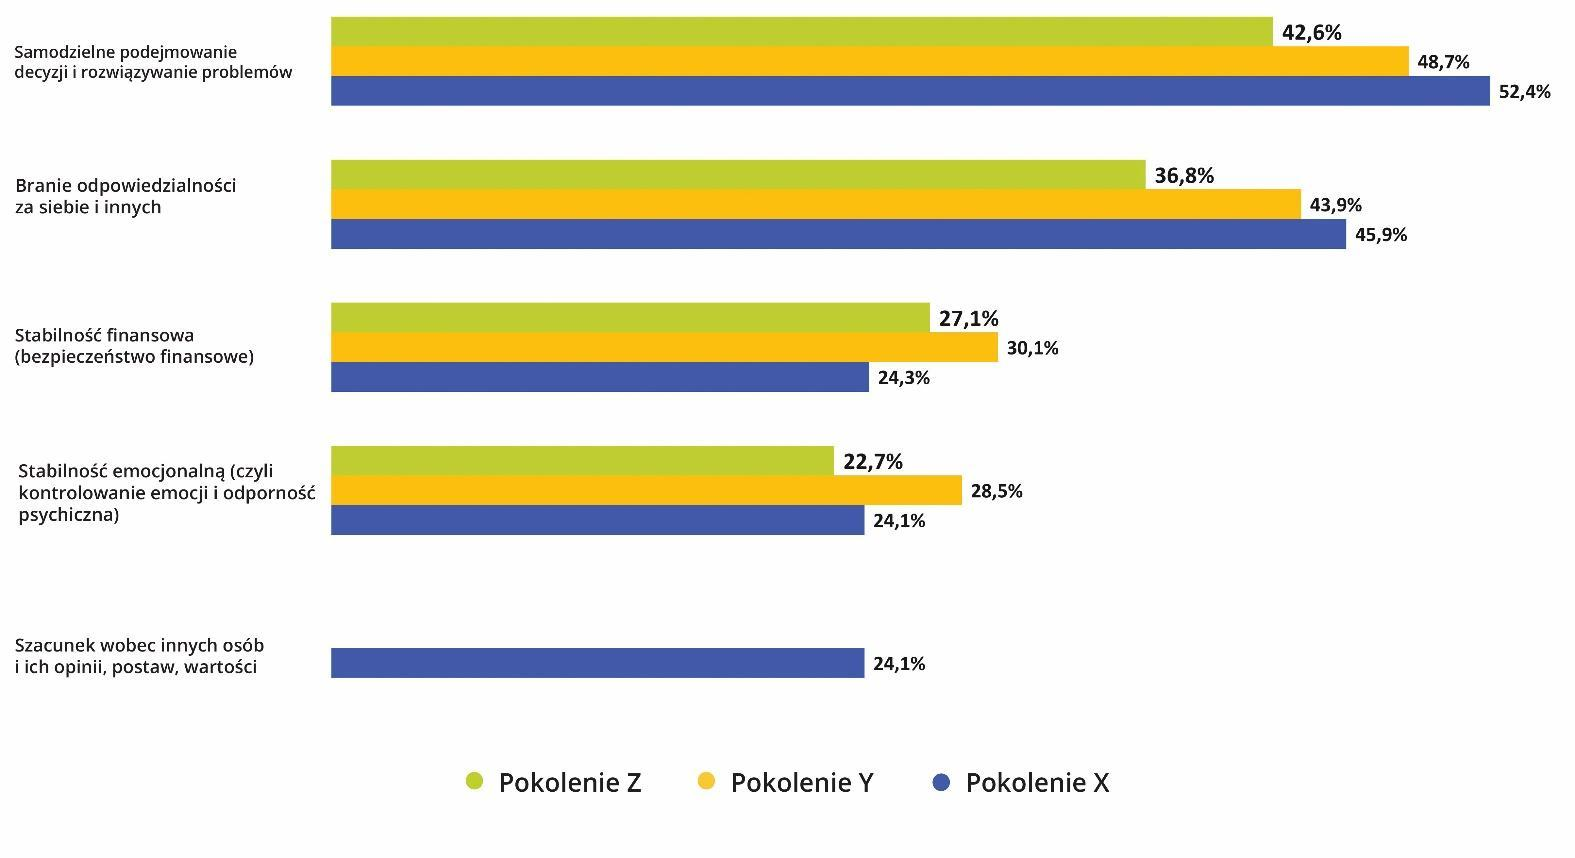 Samodzielne podejmowanie
decyzji i rozwiązywanie problemów
42,6%
48,7%
52,4%
Branie odpowiedzialności
za siebie i innych
36,8%
43,9%
45,9%
Stabilność finansowa
(bezpieczeństwo finansowe)
27,1%
30,1%
24,3%
Stabilność emocjonalną (czyli
kontrolowanie emocji i odporność
psychiczna)
22,7%
28,5%
24,1%
Szacunek wobec innych osób
i ich opinii, postaw, wartości
24,1%
Pokolenie Z
Pokolenie Y
Pokolenie X